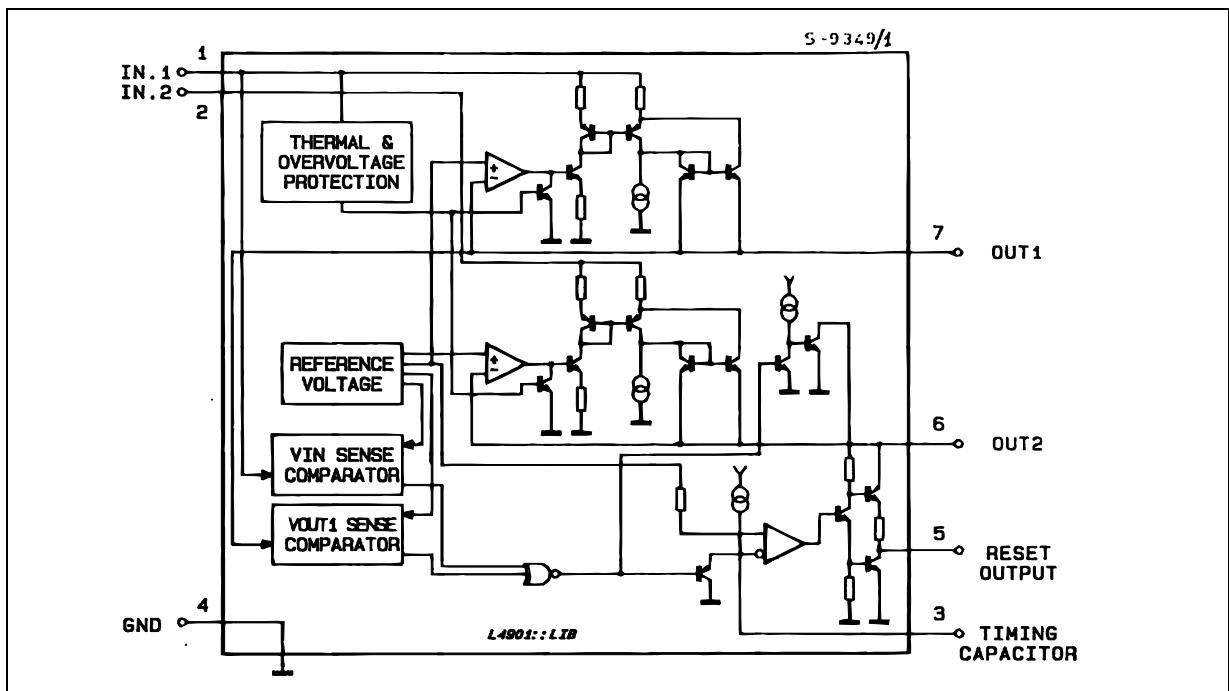 S-9349/1
1
IN.1
IN.2
2
THERMAL &
OVERVOLTAGE
PROTECTION
+
-
7
OUT1
REFERENCE
VOLTAGE
+
-
6
OUT2
VIN SENSE
COMPARATOR
VOUT1 SENSE
COMPARATOR
5
RESET
OUTPUT
4
GND
3
TIMING
CAPACITOR
L4901::LIB